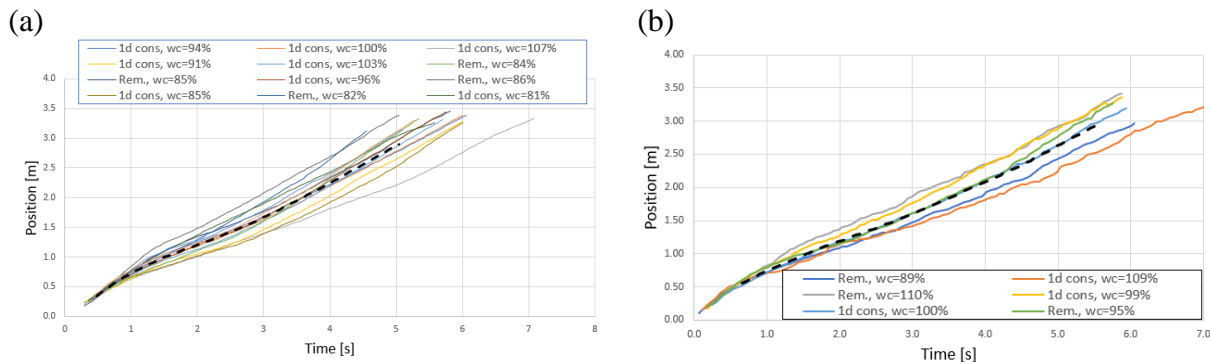 (a)
1d cons, wc=94% 1d cons, wc=100% 1d cons, wc=107%
1d cons, wc=91% 1d cons, wc=103% Rem., wc=84%
Rem., wc=85% 1d cons, wc=96% Rem., wc=86%
1d cons, wc=85% Rem., wc=82% 1d cons, wc=81%
4.0
3.5
3.0
2.5
2.0
1.5
1.0
0.5
0.0
Position [m]
0 1 2 3 4 5 6 7 8
Time [s]
(b)
4.00
3.50
3.00
2.50
2.00
1.50
1.00
0.50
0.00
Position [m]
Rem., wc=89% 1d cons, wc=109%
Rem., wc=110% 1d cons, wc=99%
1d cons, wc=100% Rem., wc=95%
0.0 1.0 2.0 3.0 4.0 5.0 6.0 7.0
Time [s]